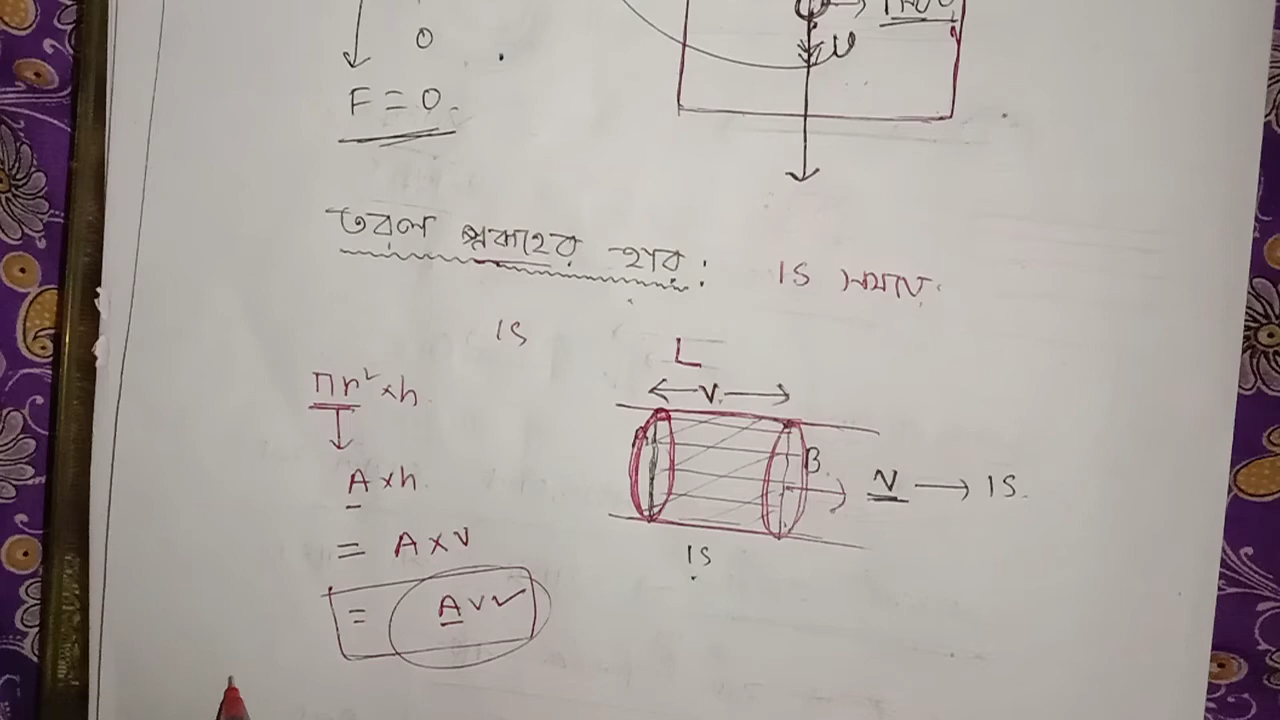 0
υ
F = 0.
তরল প্রবাহের হার:
1s সময়ে.
1s
L
πr² × h
v.
A × h.
B.
v → 1s.
= A × v
1s
= Av